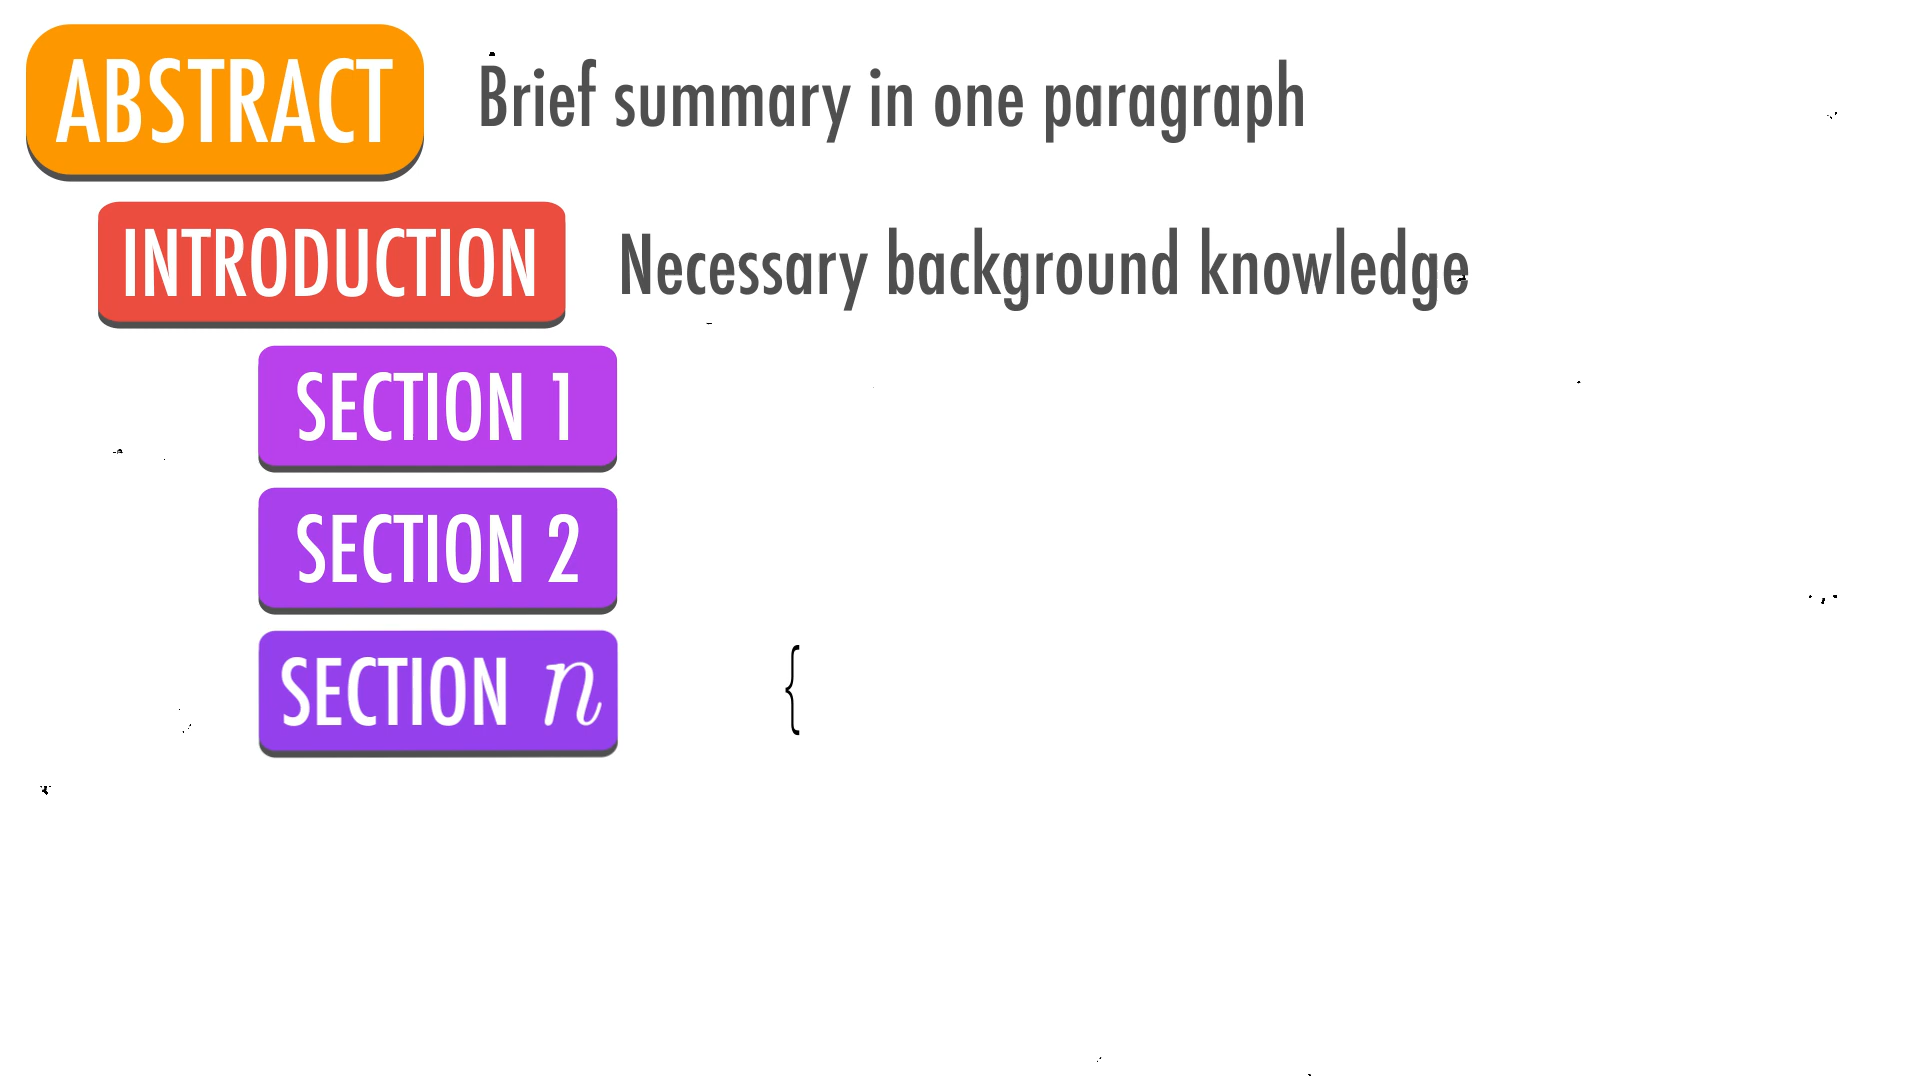 ABSTRACT Brief summary in one paragraph
INTRODUCTION Necessary background knowledge
SECTION 1
SECTION 2
SECTION n {